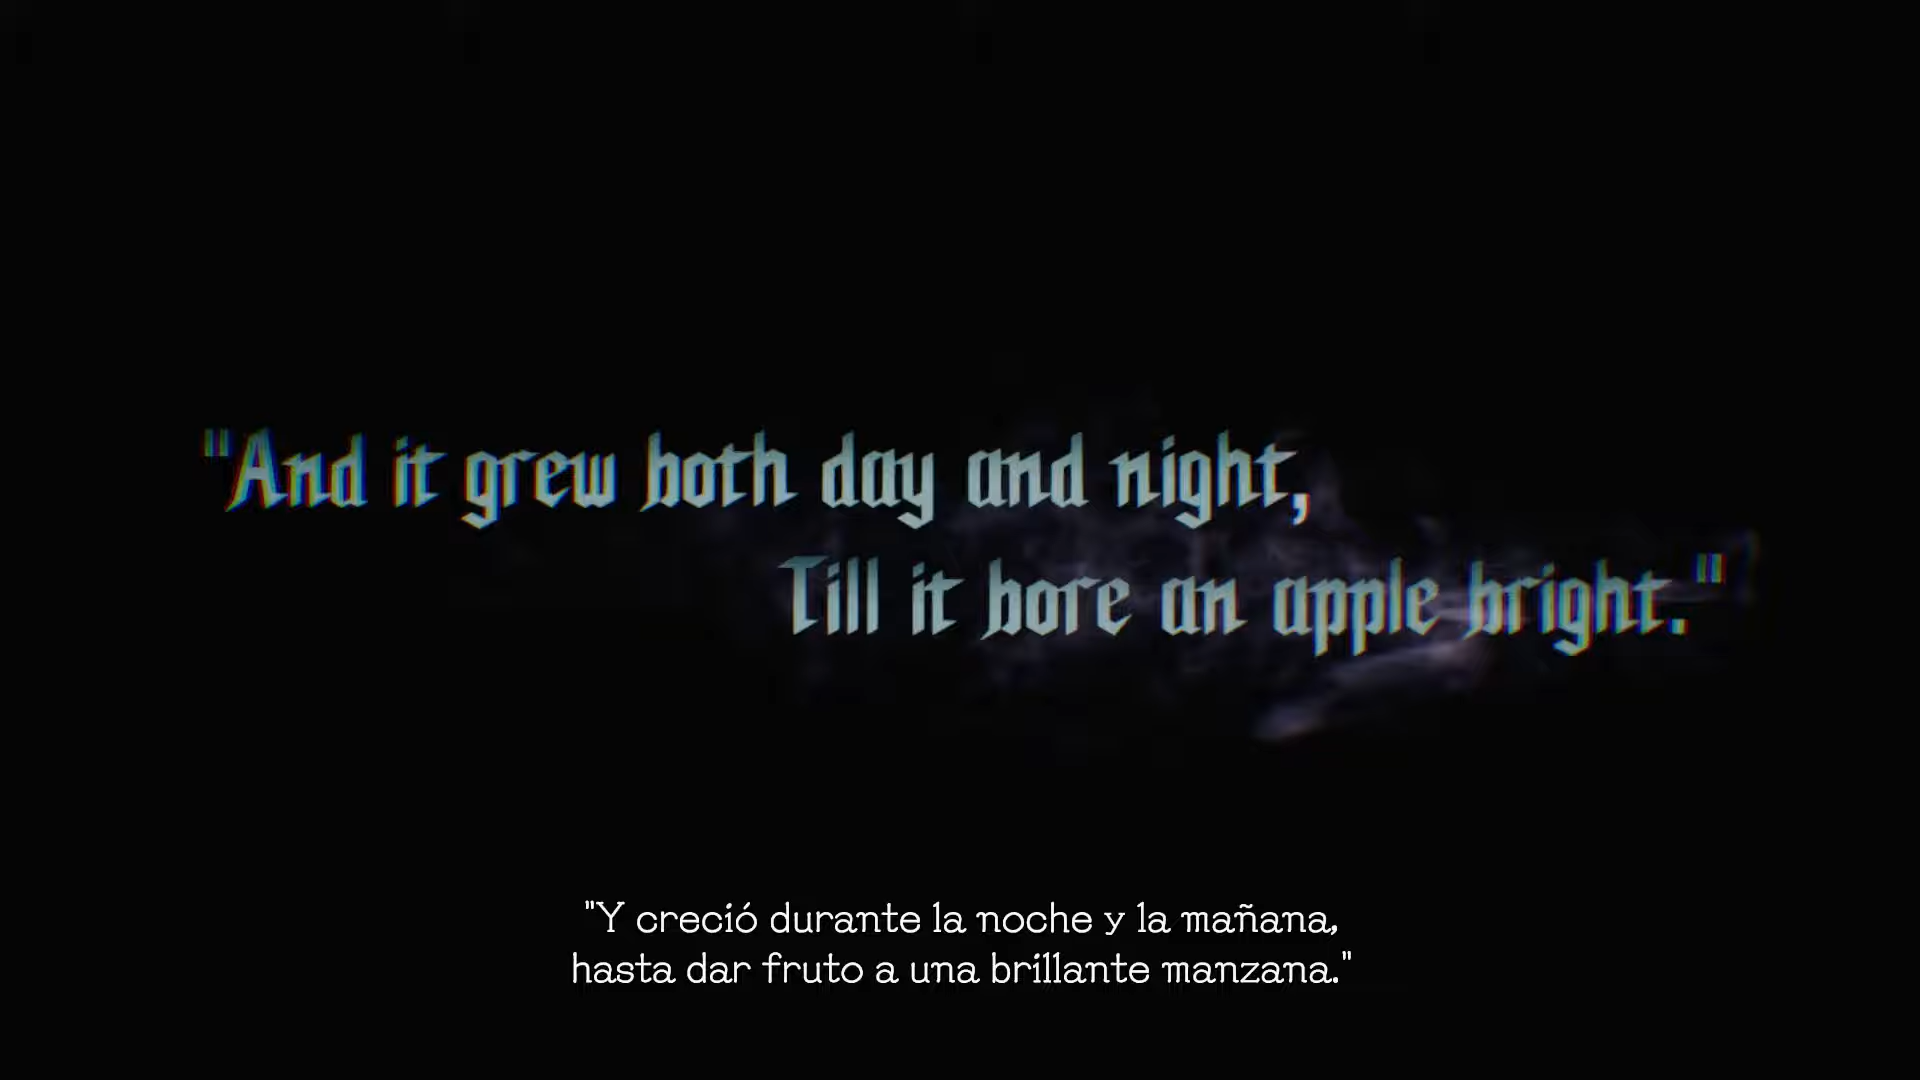 "And it grew both day and night,
Till it bore an apple bright."
"Y creció durante la noche y la mañana,
hasta dar fruto a una brillante manzana."